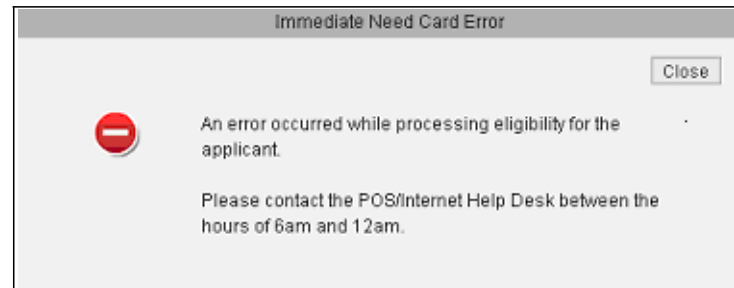 Immediate Need Card Error
Close
An error occurred while processing eligibility for the
applicant.
Please contact the POS/Internet Help Desk between the
hours of 6am and 12am.